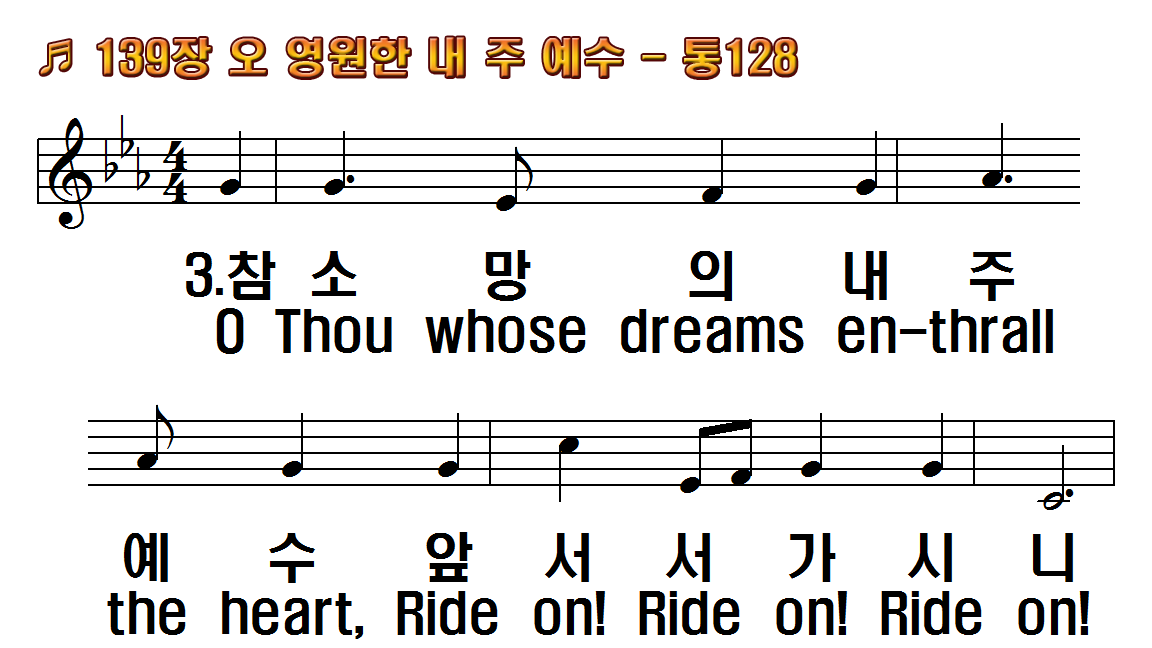 ♬ 139장 오 영원한 내 주 예수 - 통128
3.참 소 망 의 내 주
O Thou whose dreams en-thrall
예 수 앞 서 서 가 시 니
the heart, Ride on! Ride on! Ride on!